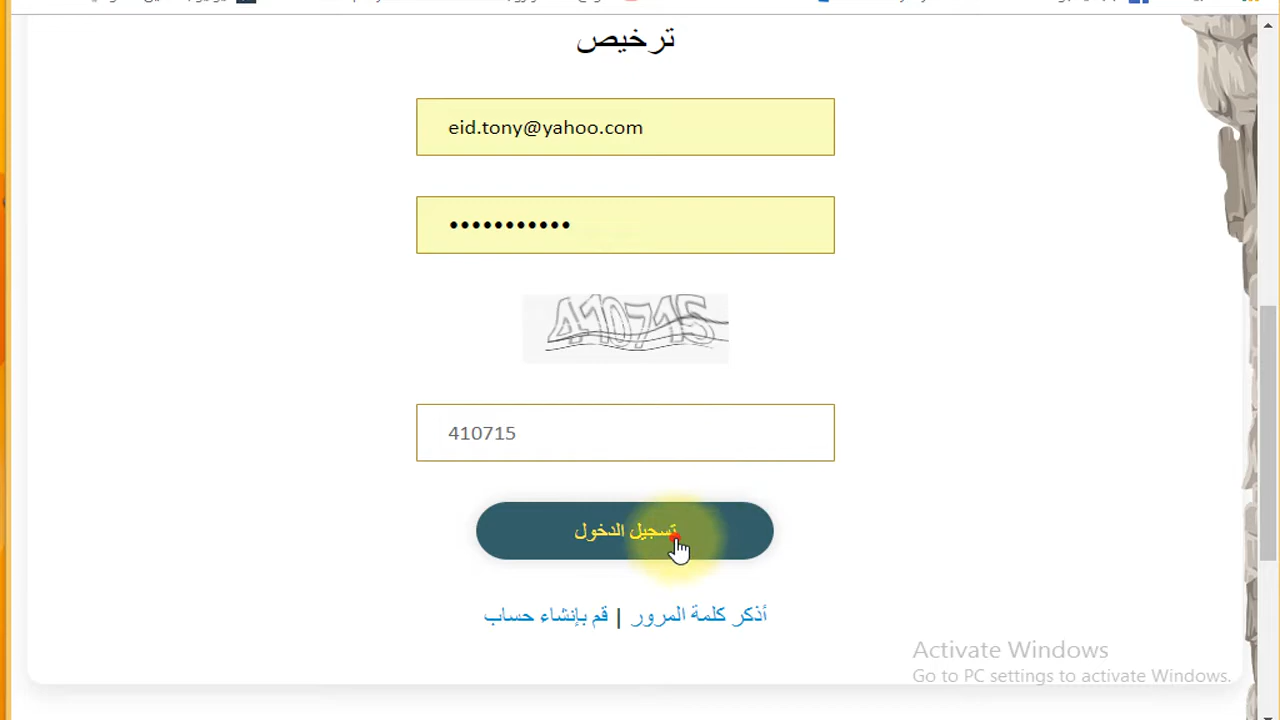 ترخيص
eid.tony@yahoo.com
•••••••••••
410715
410715
تسجيل الدخول
أذكر كلمة المرور | قم بإنشاء حساب
Activate Windows
Go to PC settings to activate Windows.